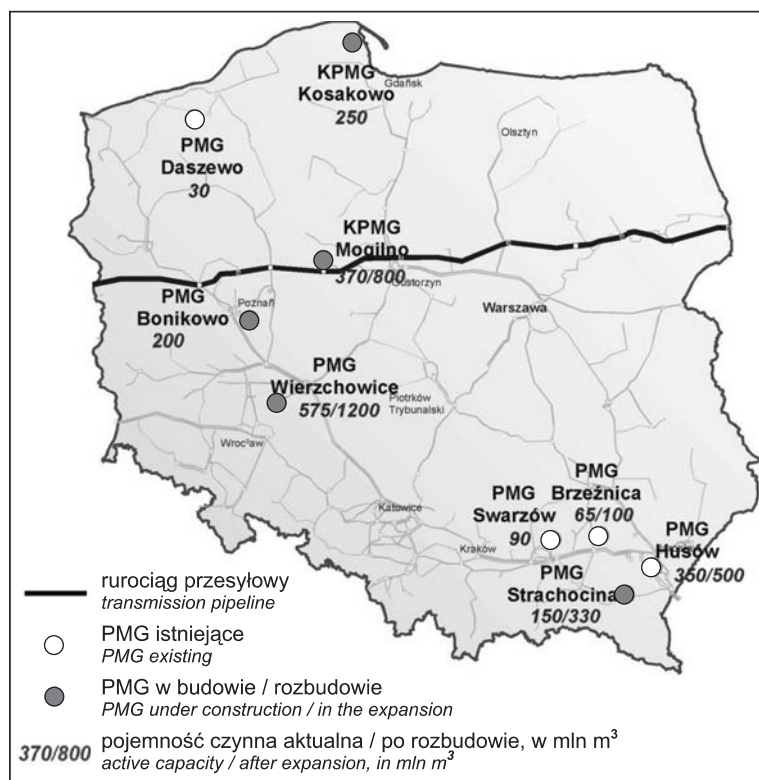 KPMG
Kosakowo
250
Gdańsk
PMG
Daszewo
30
Olsztyn
KPMG
Mogilno
370/800
Gustorzyn
PMG
Bonikowo
200
Poznań
Warszawa
PMG
Wierzchowice
575/1200
Piotrków
Trybunalski
Wroc³aw
Katowice
Kraków
PMG
Swarzów
90
PMG
Brzeźnica
65/100
PMG
Husów
350/500
PMG
Strachocina
150/330
rurociąg przesyłowy
transmission pipeline
PMG istniejące
PMG existing
PMG w budowie / rozbudowie
PMG under construction / in the expansion
370/800 pojemność czynna aktualna / po rozbudowie, w mln m³
active capacity / after expansion, in mln m³